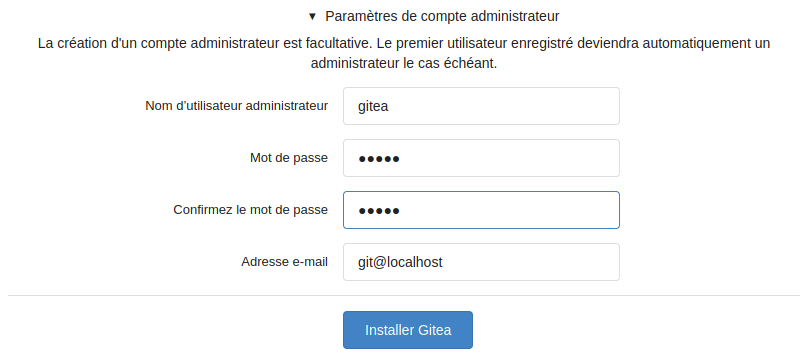 ▼ Paramètres de compte administrateur
La création d'un compte administrateur est facultative. Le premier utilisateur enregistré deviendra automatiquement un
administrateur le cas échéant.
Nom d'utilisateur administrateur gitea
Mot de passe ●●●●●
Confirmez le mot de passe ●●●●●
Adresse e-mail git@localhost
Installer Gitea